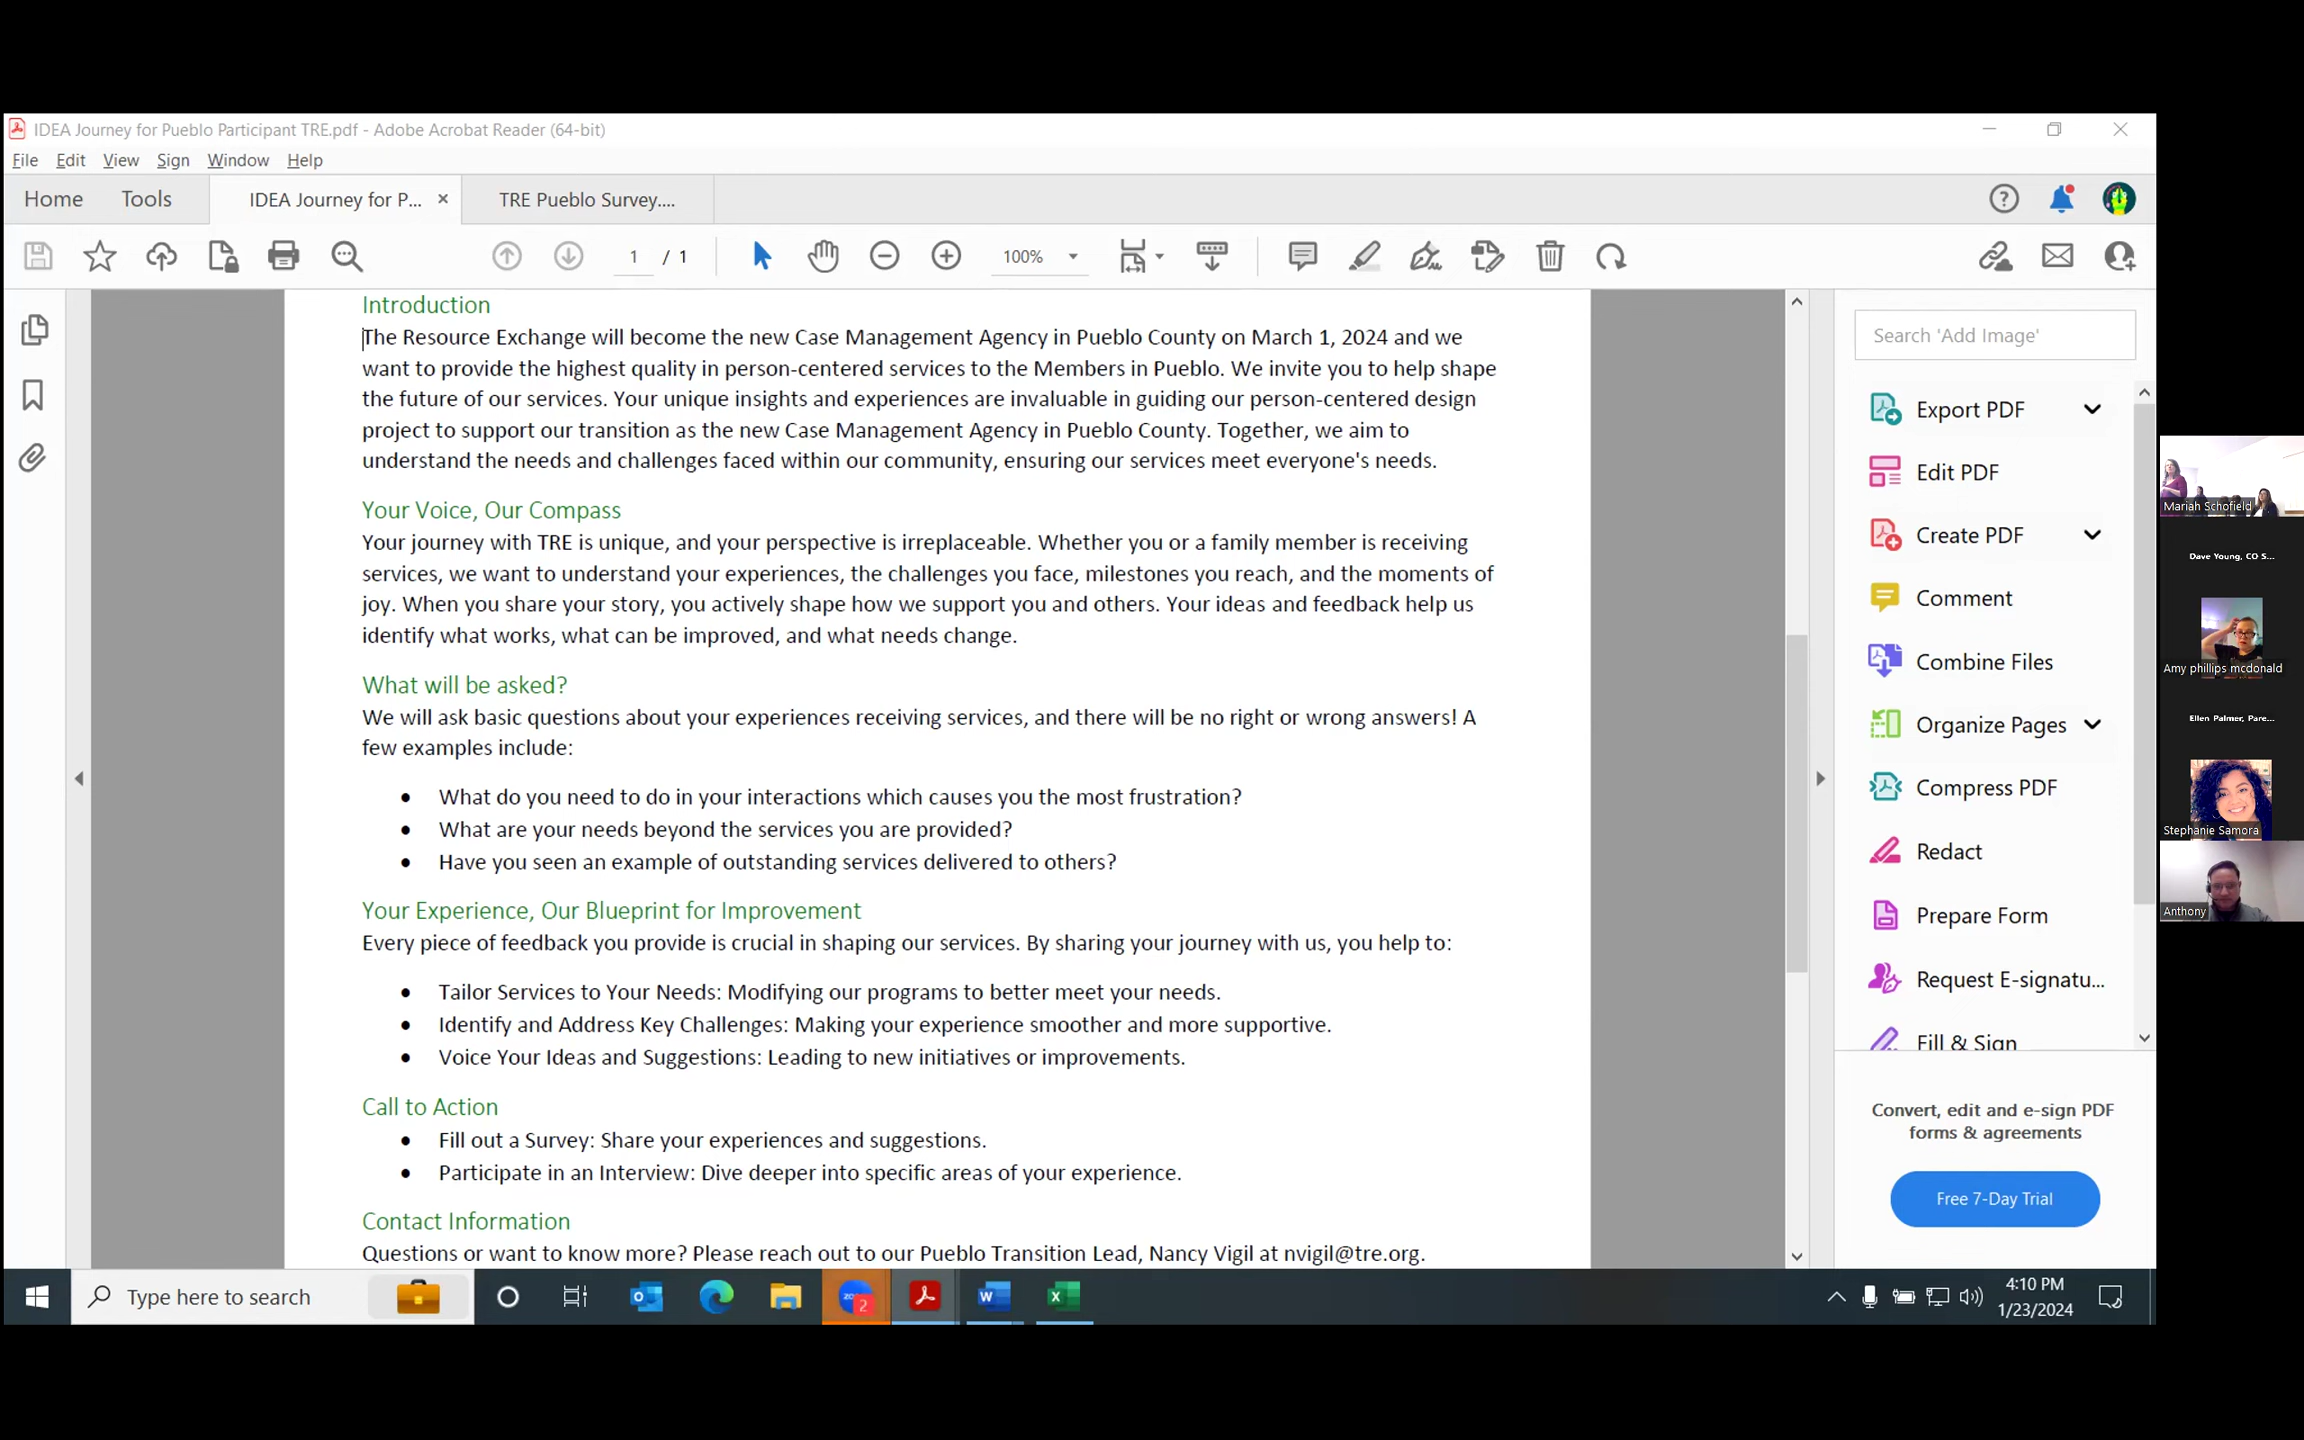 IDEA Journey for Pueblo Participant TRE.pdf - Adobe Acrobat Reader (64-bit)
File Edit View Sign Window Help
Home Tools IDEA Journey for P... × TRE Pueblo Survey....
1 / 1 100%
Introduction
The Resource Exchange will become the new Case Management Agency in Pueblo County on March 1, 2024 and we
want to provide the highest quality in person-centered services to the Members in Pueblo. We invite you to help shape
the future of our services. Your unique insights and experiences are invaluable in guiding our person-centered design
project to support our transition as the new Case Management Agency in Pueblo County. Together, we aim to
understand the needs and challenges faced within our community, ensuring our services meet everyone's needs.
Your Voice, Our Compass
Your journey with TRE is unique, and your perspective is irreplaceable. Whether you or a family member is receiving
services, we want to understand your experiences, the challenges you face, milestones you reach, and the moments of
joy. When you share your story, you actively shape how we support you and others. Your ideas and feedback help us
identify what works, what can be improved, and what needs change.
What will be asked?
We will ask basic questions about your experiences receiving services, and there will be no right or wrong answers! A
few examples include:
• What do you need to do in your interactions which causes you the most frustration?
• What are your needs beyond the services you are provided?
• Have you seen an example of outstanding services delivered to others?
Your Experience, Our Blueprint for Improvement
Every piece of feedback you provide is crucial in shaping our services. By sharing your journey with us, you help to:
• Tailor Services to Your Needs: Modifying our programs to better meet your needs.
• Identify and Address Key Challenges: Making your experience smoother and more supportive.
• Voice Your Ideas and Suggestions: Leading to new initiatives or improvements.
Call to Action
• Fill out a Survey: Share your experiences and suggestions.
• Participate in an Interview: Dive deeper into specific areas of your experience.
Contact Information
Questions or want to know more? Please reach out to our Pueblo Transition Lead, Nancy Vigil at nvigil@tre.org.
Search 'Add Image'
Export PDF
Edit PDF
Create PDF
Comment
Combine Files
Organize Pages
Compress PDF
Redact
Prepare Form
Request E-signatu...
Fill & Sign
Convert, edit and e-sign PDF
forms & agreements
Free 7-Day Trial
Mariah Schofield
Dave Young, CO S...
Amy phillips mcdonald
Ellen Palmer, Pare...
Stephanie Samora
Anthony
Type here to search
2
4:10 PM
1/23/2024